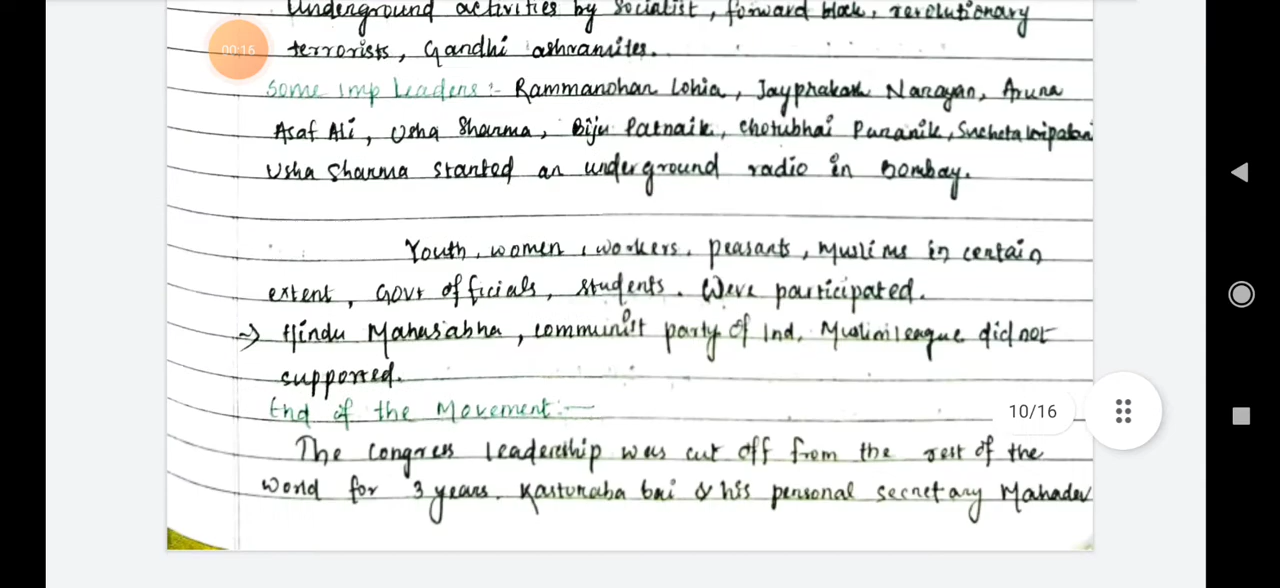 Underground activities by Socialist, forward block, revolutionary
00:16
terrorists, Gandhi ashramites.
Some imp Leaders :- Rammanohar Lohia, Jayprakash Narayan, Aruna
Asaf Ali, Usha Sharma, Biju Patnaik, Chotubhai Puranik, Sucheta kripalani
Usha Sharma started an underground radio in Bombay.
Youth, women, workers, peasants, Muslims in certain
extent, Govt officials, students. Were participated.
→ Hindu Mahasabha, communist party of Ind, Muslim league did not
supported.
End of the Movement :—
10/16
The Congress leadership was cut off from the rest of the
world for 3 years. Kasturaba bai & his personal secretary Mahadev